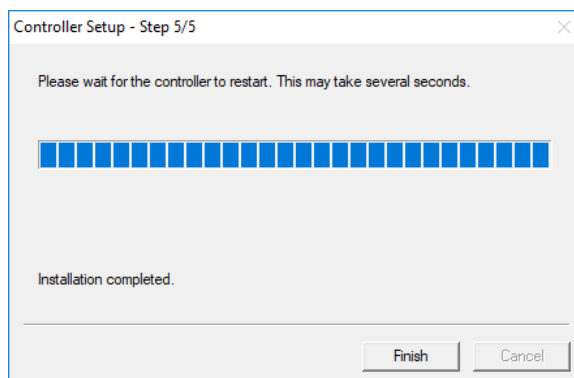 Controller Setup - Step 5/5
Please wait for the controller to restart. This may take several seconds.
Installation completed.
Finish
Cancel